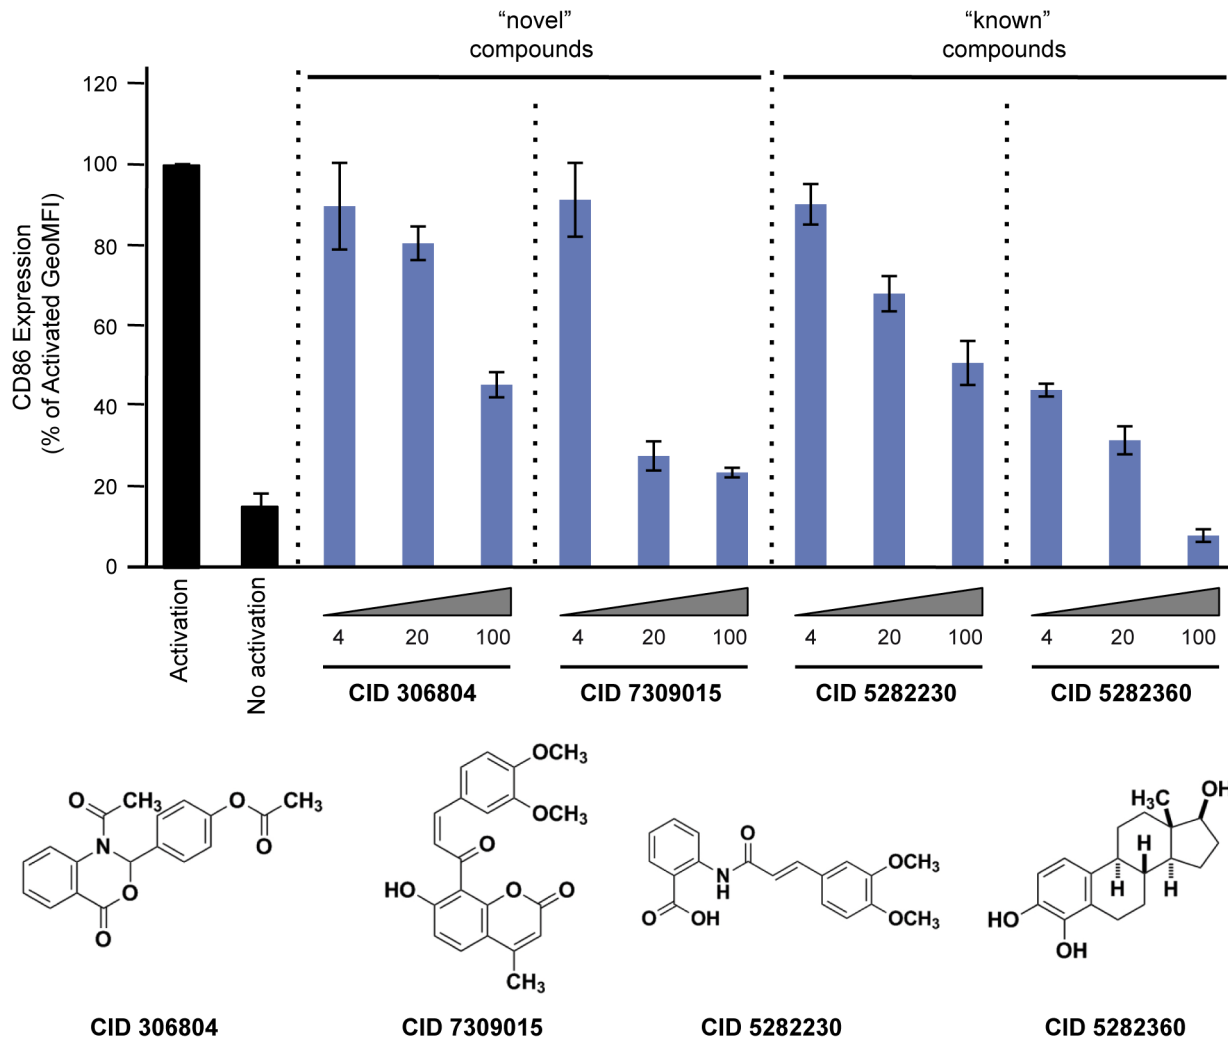 “novel”
compounds
“known”
compounds
CD86 Expression
(% of Activated GeoMFI)
120
100
80
60
40
20
0
Activation
No activation
4 20 100
4 20 100
4 20 100
4 20 100
CID 306804
CID 7309015
CID 5282230
CID 5282360
O
CH3
O
CH3
O
N
O
O
OCH3
OCH3
O
HO
O
O
CH3
O
N
H
O
OH
OCH3
OCH3
OH
H3C
H
H
H
HO
OH
CID 306804
CID 7309015
CID 5282230
CID 5282360